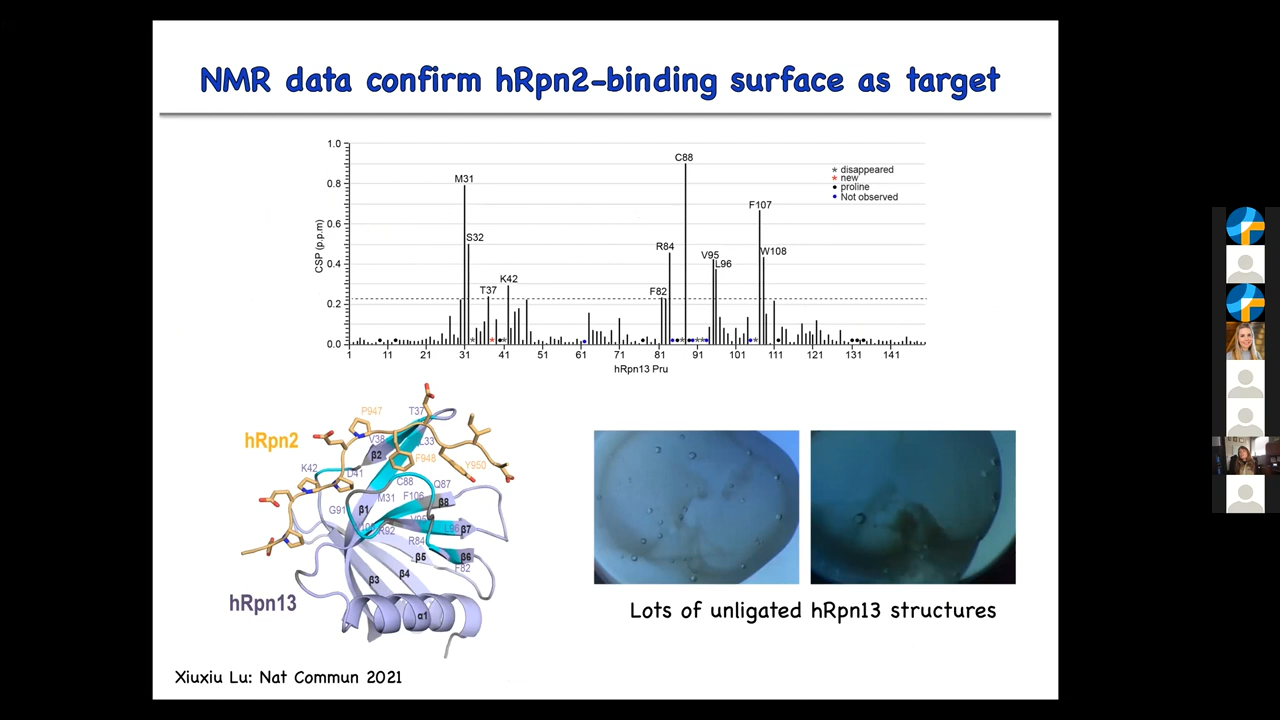 NMR data confirm hRpn2-binding surface as target
1.0
0.8
0.6
0.4
0.2
0.0
CSP (p.p.m)
M31
S32
T37
K42
F82
R84
C88
V95
L96
F107
W108
* disappeared
* new
• proline
• Not observed
1 11 21 31 41 51 61 71 81 91 101 111 121 131 141
hRpn13 Pru
hRpn2
P947
T37
V38
L33
β2
F948
Y950
K42
D41
C88
Q87
M31
F106
β8
G91
β1
β7
R92
R84
β5
β6
F82
β3
β4
hRpn13
α1
Lots of unligated hRpn13 structures
Xiuxiu Lu: Nat Commun 2021